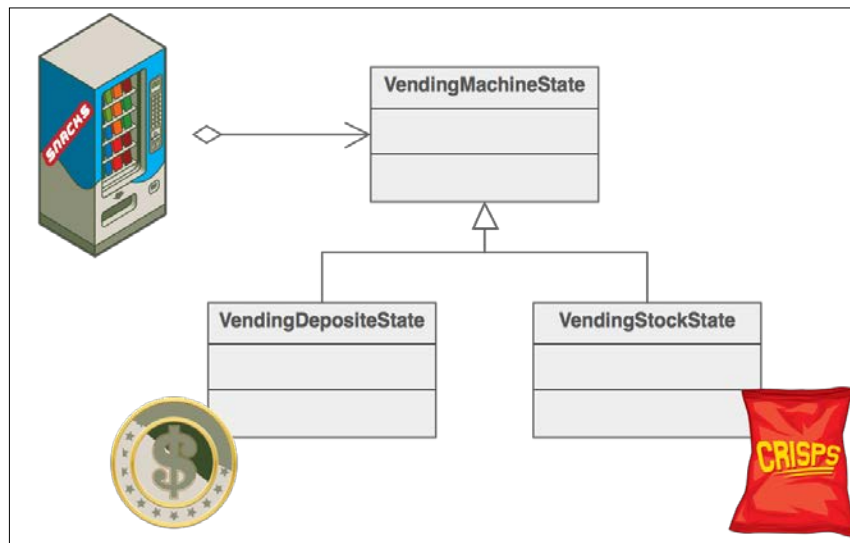 VendingMachineState
SNACKS
VendingDepositeState
VendingStockState
$
CRISPS